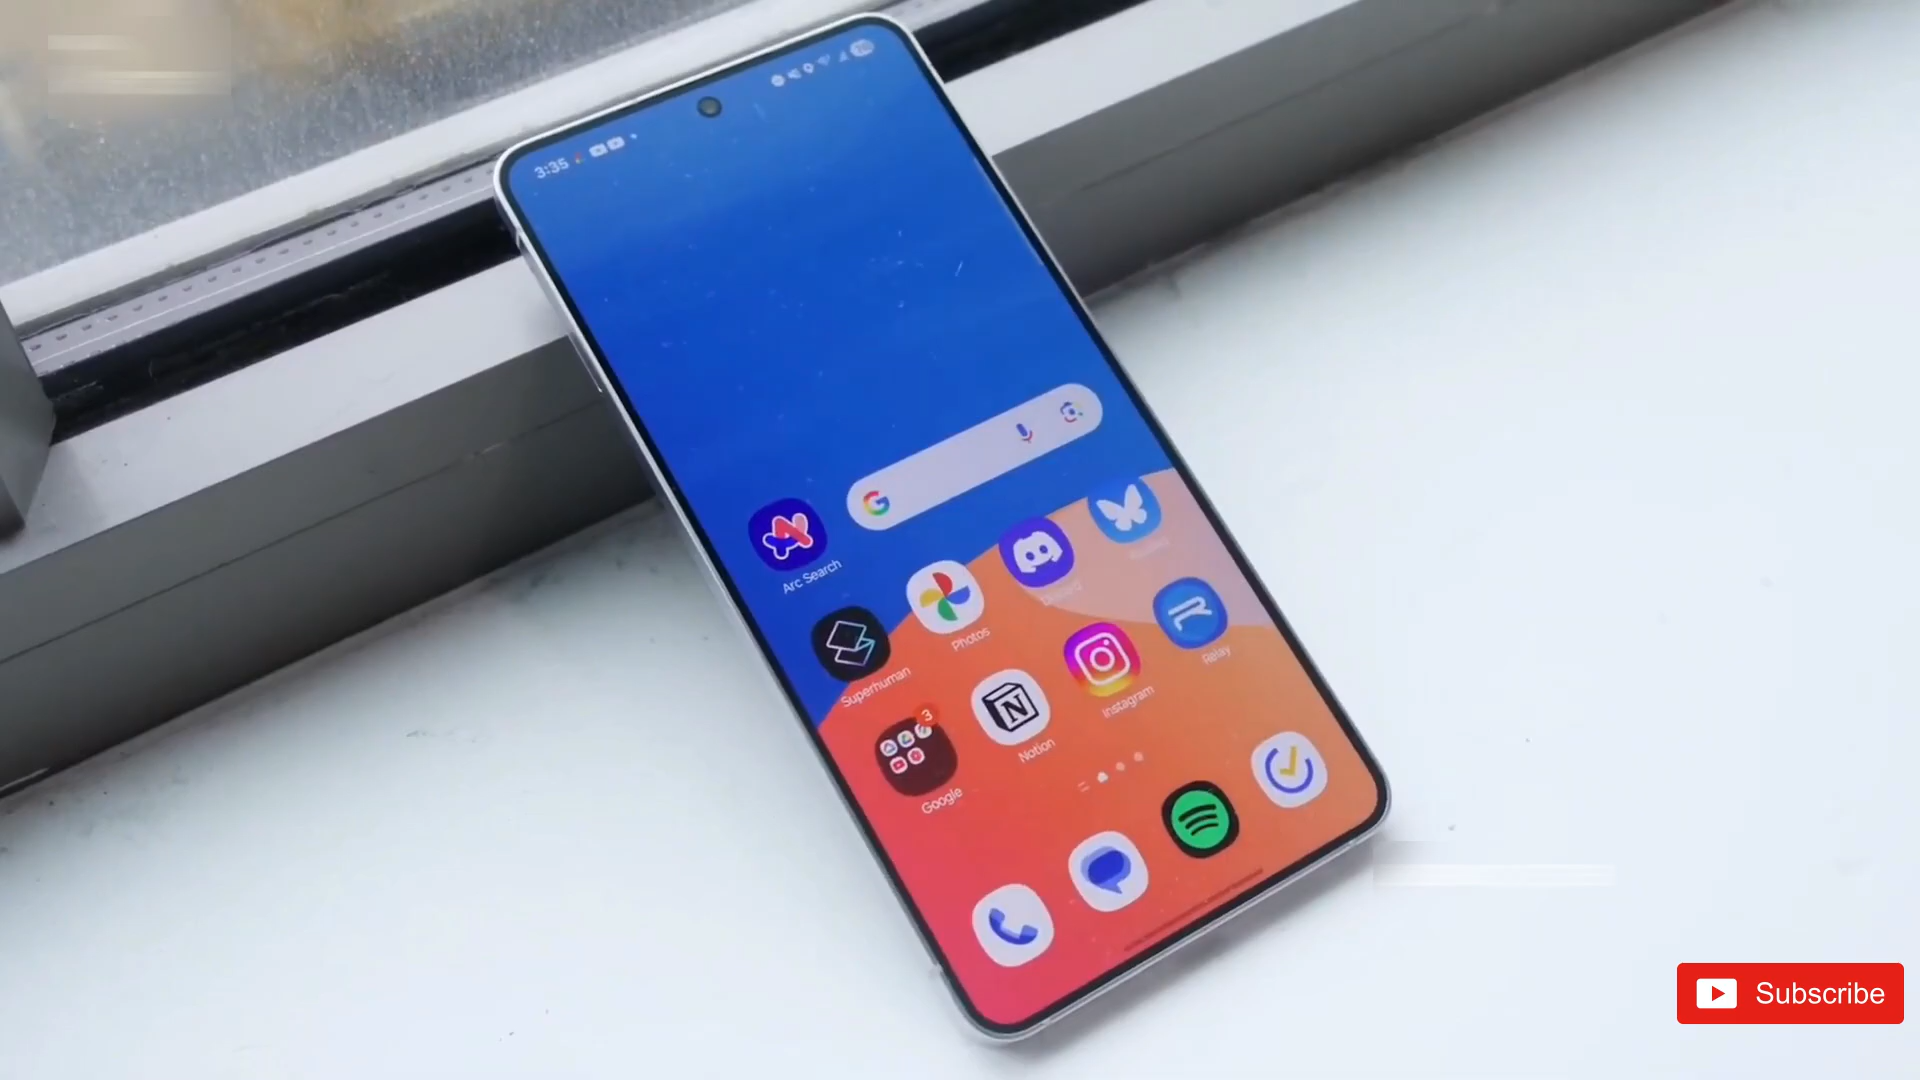 3:35
Arc Search
Superhuman
Photos
Google
3
Notion
Instagram
Relay
Subscribe